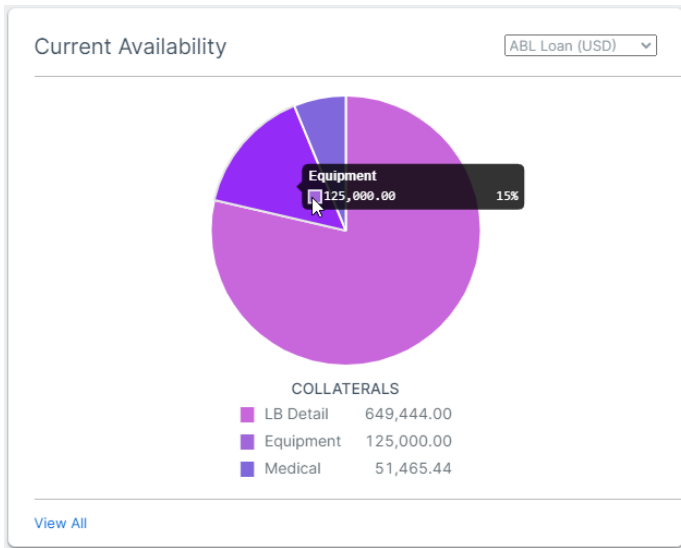 Current Availability
ABL Loan (USD)
Equipment
125,000.00 15%
COLLATERALS
LB Detail 649,444.00
Equipment 125,000.00
Medical 51,465.44
View All